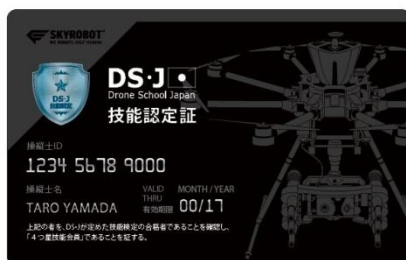 SKYROBOT
DS·J
DS·J
Drone School Japan
技能認定証
操縦士ID
1234 5678 9000
操縦士名
VALID THRU MONTH / YEAR
TARO YAMADA
有効期限 00/17
上記の者を、DS・Jが定めた技能検定の合格者であることを確認し、
「4つ星技能会員」であることを証する。